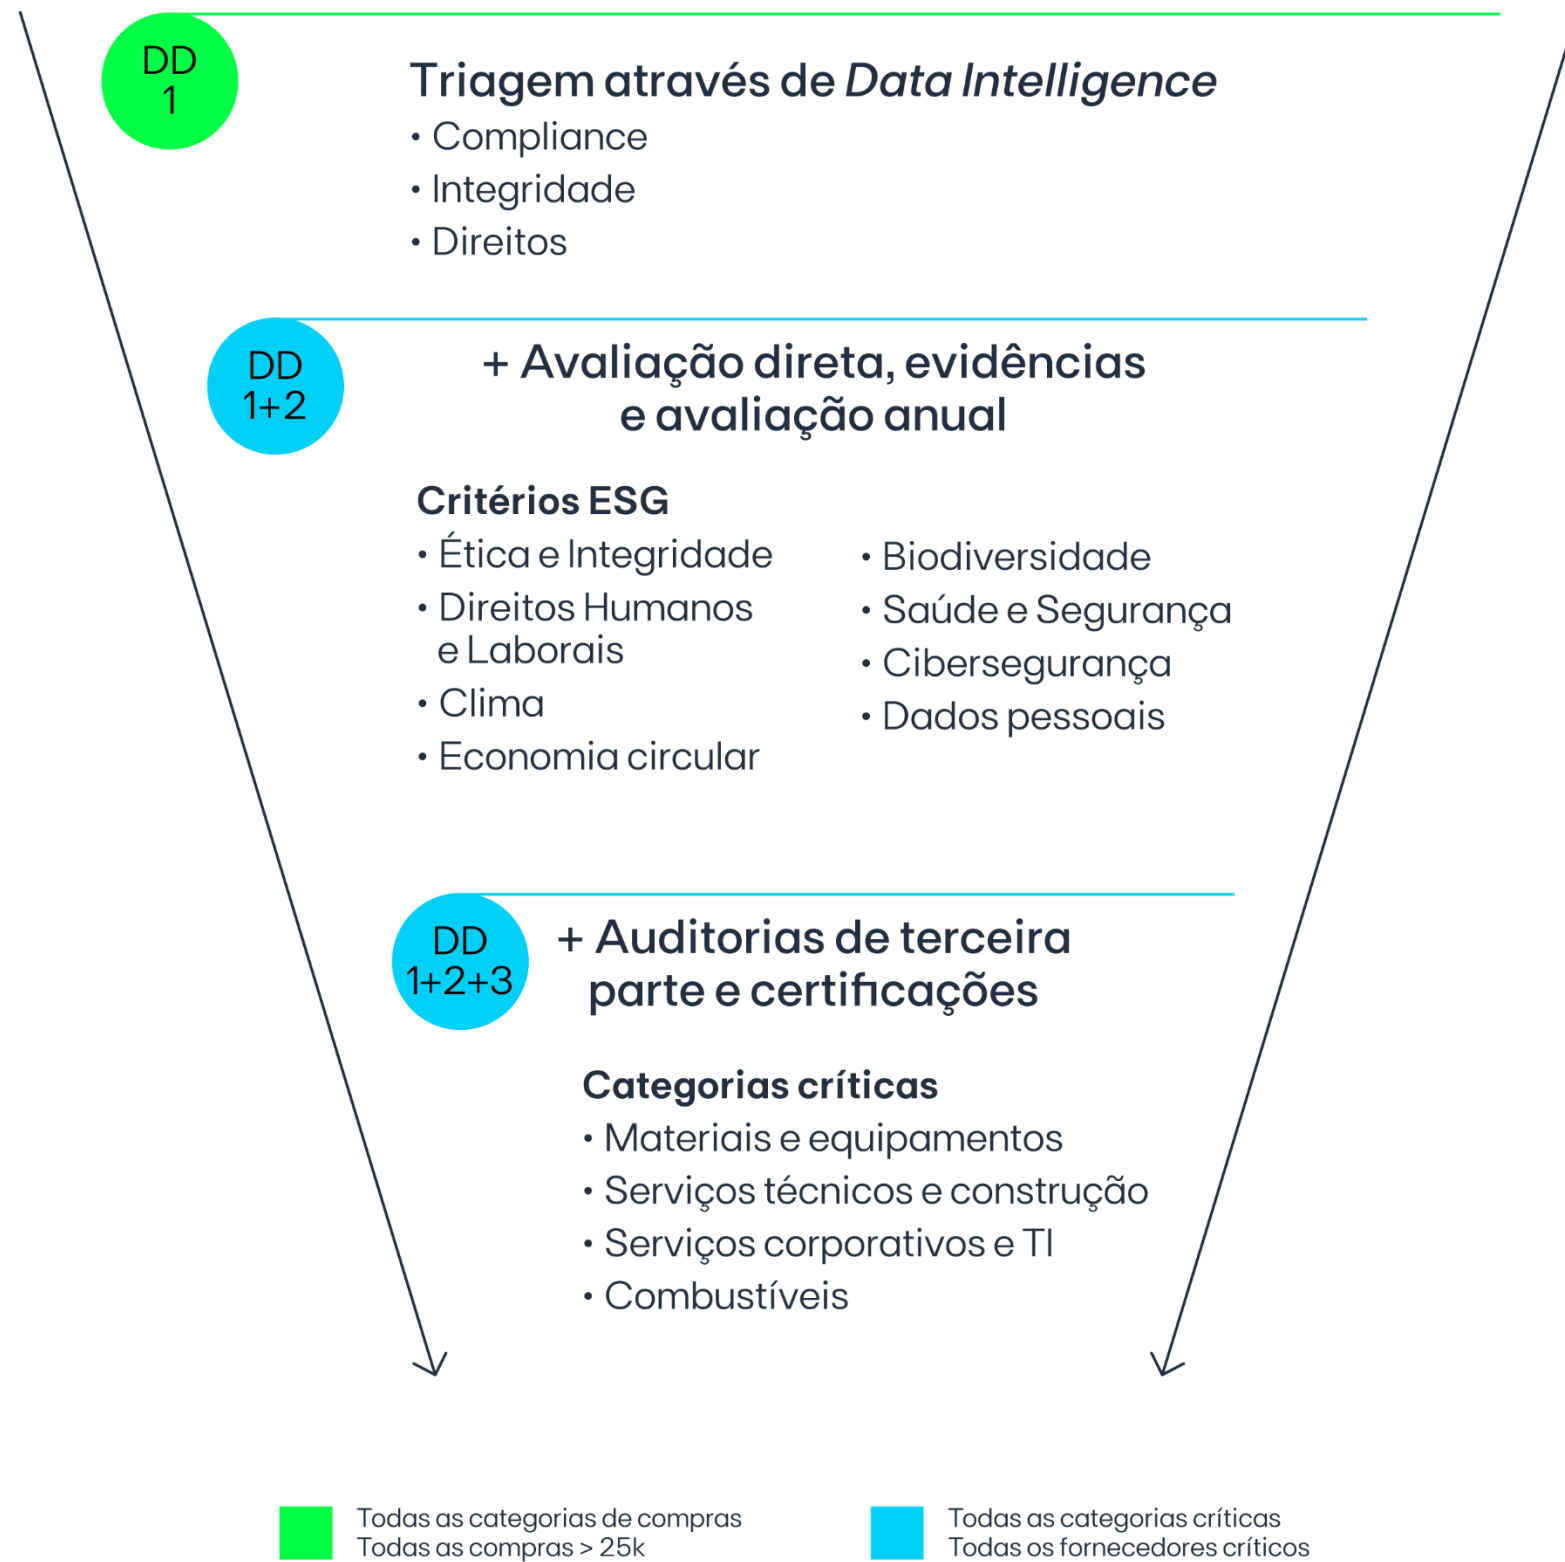 DD
1
Triagem através de Data Intelligence
• Compliance
• Integridade
• Direitos
DD
1+2
+ Avaliação direta, evidências
e avaliação anual
Critérios ESG
• Ética e Integridade
• Direitos Humanos
e Laborais
• Clima
• Economia circular
• Biodiversidade
• Saúde e Segurança
• Cibersegurança
• Dados pessoais
DD
1+2+3
+ Auditorias de terceira
parte e certificações
Categorias críticas
• Materiais e equipamentos
• Serviços técnicos e construção
• Serviços corporativos e TI
• Combustíveis
Todas as categorias de compras
Todas as compras > 25k
Todas as categorias críticas
Todas os fornecedores críticos